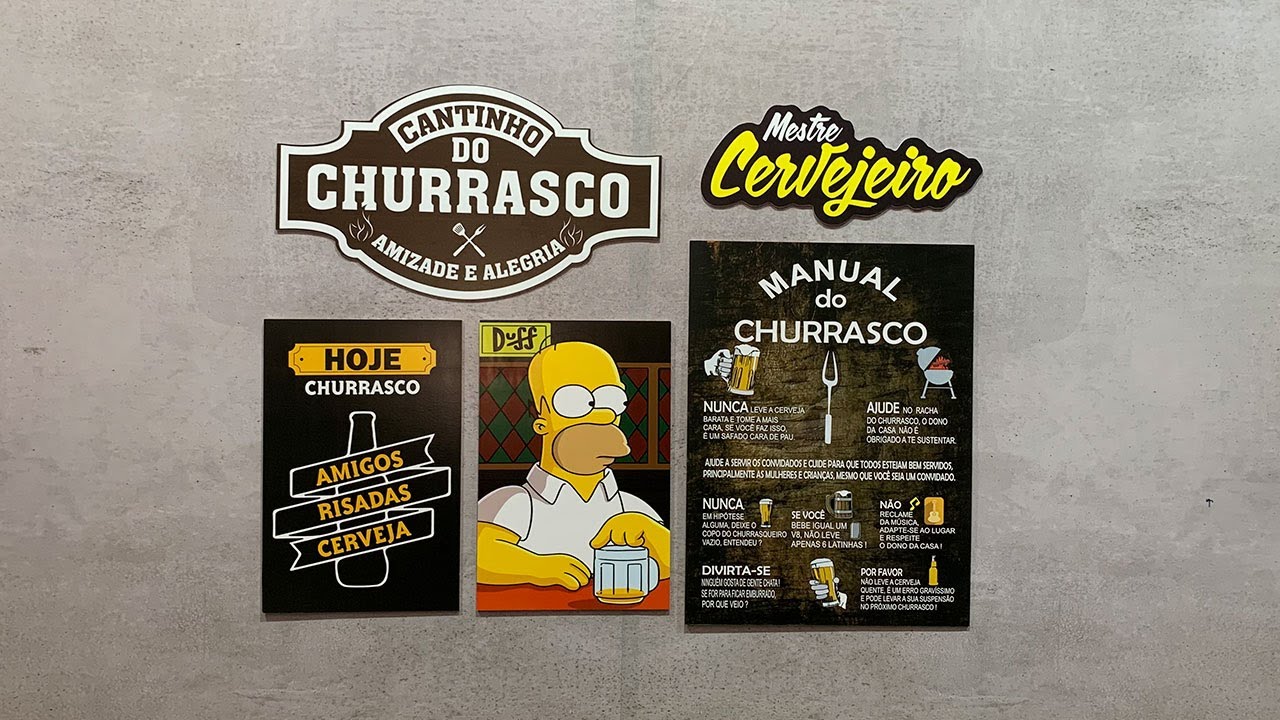 CANTINHO
DO
CHURRASCO
AMIZADE E ALEGRIA
Mestre
Cervejeiro
HOJE
CHURRASCO
AMIGOS
RISADAS
CERVEJA
Duff
MANUAL
do
CHURRASCO
NUNCA LEVE A CERVEJA
BARATA E TOME A MAIS
CARA, SE VOCÊ FAZ ISSO,
É UM SAFADO CARA DE PAU.
AJUDE NO RACHA
DO CHURRASCO, O DONO
DA CASA NÃO É
OBRIGADO A TE SUSTENTAR.
AJUDE A SERVIR OS CONVIDADOS E CUIDE PARA QUE TODOS ESTEJAM BEM SERVIDOS,
PRINCIPALMENTE AS MULHERES E CRIANÇAS, MESMO QUE VOCÊ SEJA UM CONVIDADO.
NUNCA
EM HIPÓTESE
ALGUMA, DEIXE O
COPO DO CHURRASQUEIRO
VAZIO, ENTENDEU ?
SE VOCÊ
BEBE IGUAL UM
V8, NÃO LEVE
APENAS 6 LATINHAS !
NÃO
RECLAME
DA MÚSICA,
ADAPTE-SE AO LUGAR
E RESPEITE
O DONO DA CASA !
DIVIRTA-SE
NINGUÉM GOSTA DE GENTE CHATA !
SE FOR PARA FICAR EMBURRADO,
POR QUE VEIO ?
POR FAVOR
NÃO LEVE A CERVEJA
QUENTE, É UM ERRO GRAVÍSSIMO
E PODE LEVAR A SUA SUSPENSÃO
NO PRÓXIMO CHURRASCO !